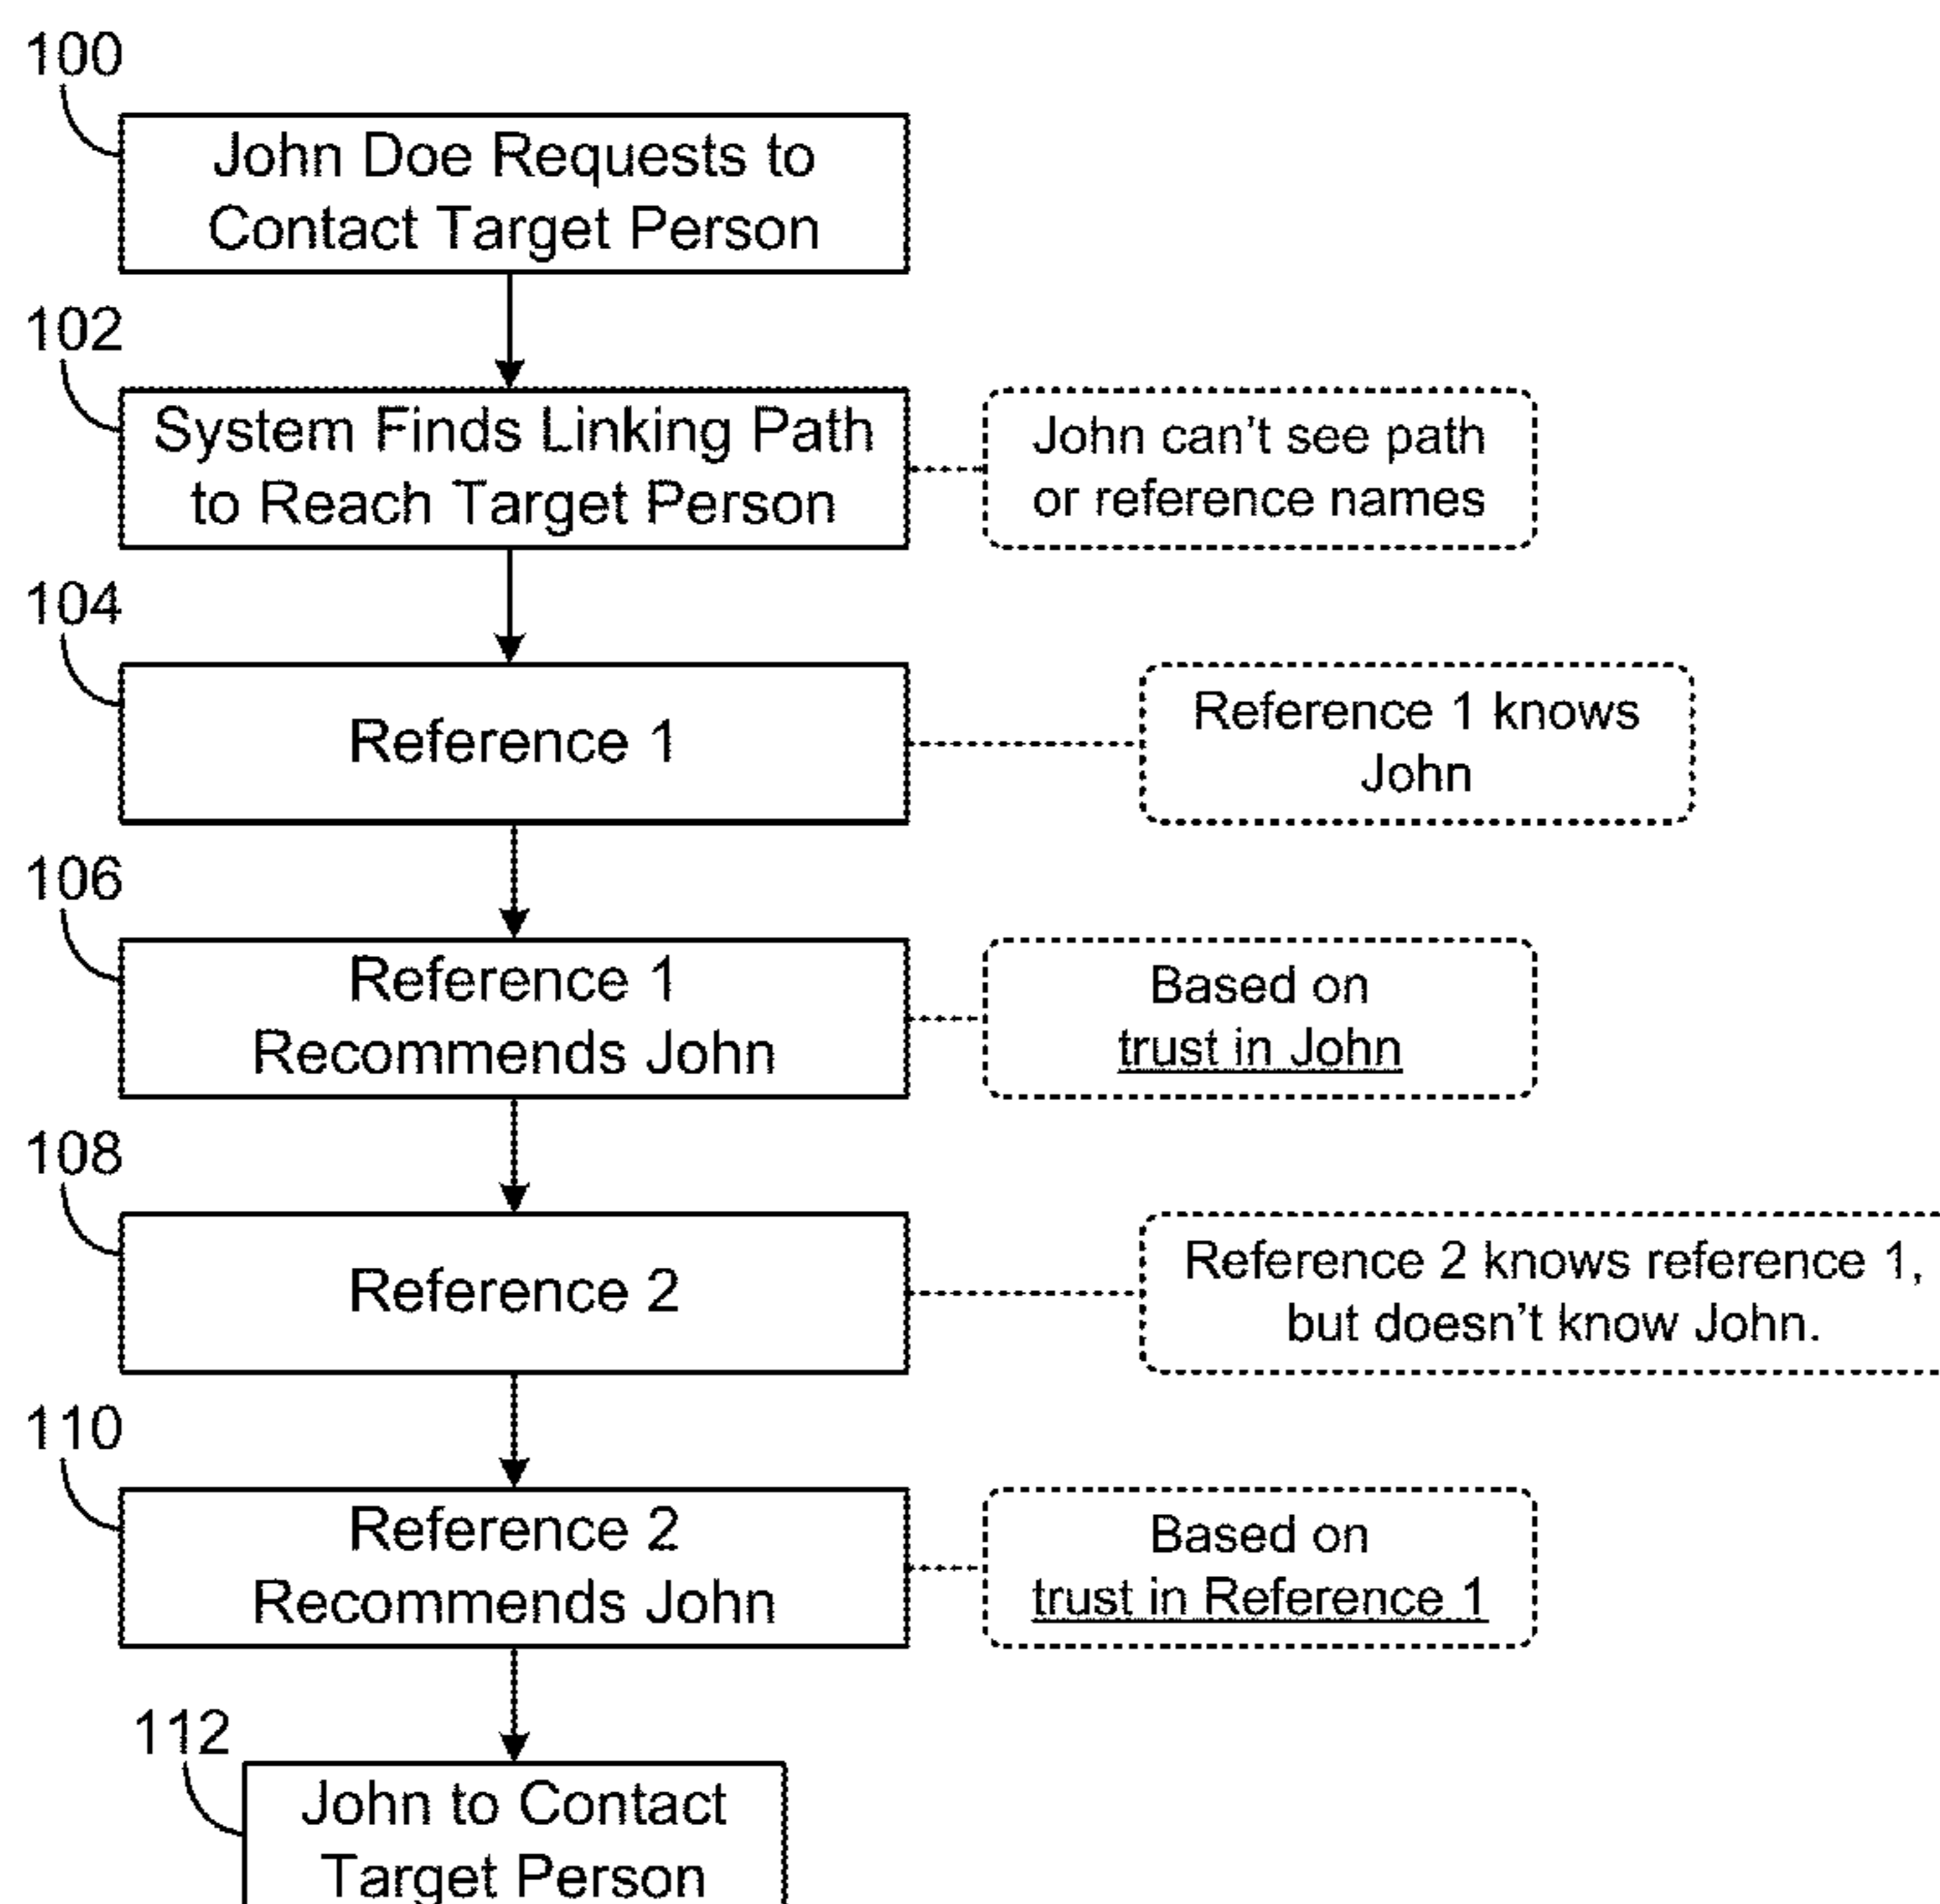 100
John Doe Requests to
Contact Target Person
102
System Finds Linking Path
to Reach Target Person
John can't see path
or reference names
104
Reference 1
Reference 1 knows
John
106
Reference 1
Recommends John
Based on
trust in John
108
Reference 2
Reference 2 knows reference 1,
but doesn't know John.
110
Reference 2
Recommends John
Based on
trust in Reference 1
112
John to Contact
Target Person